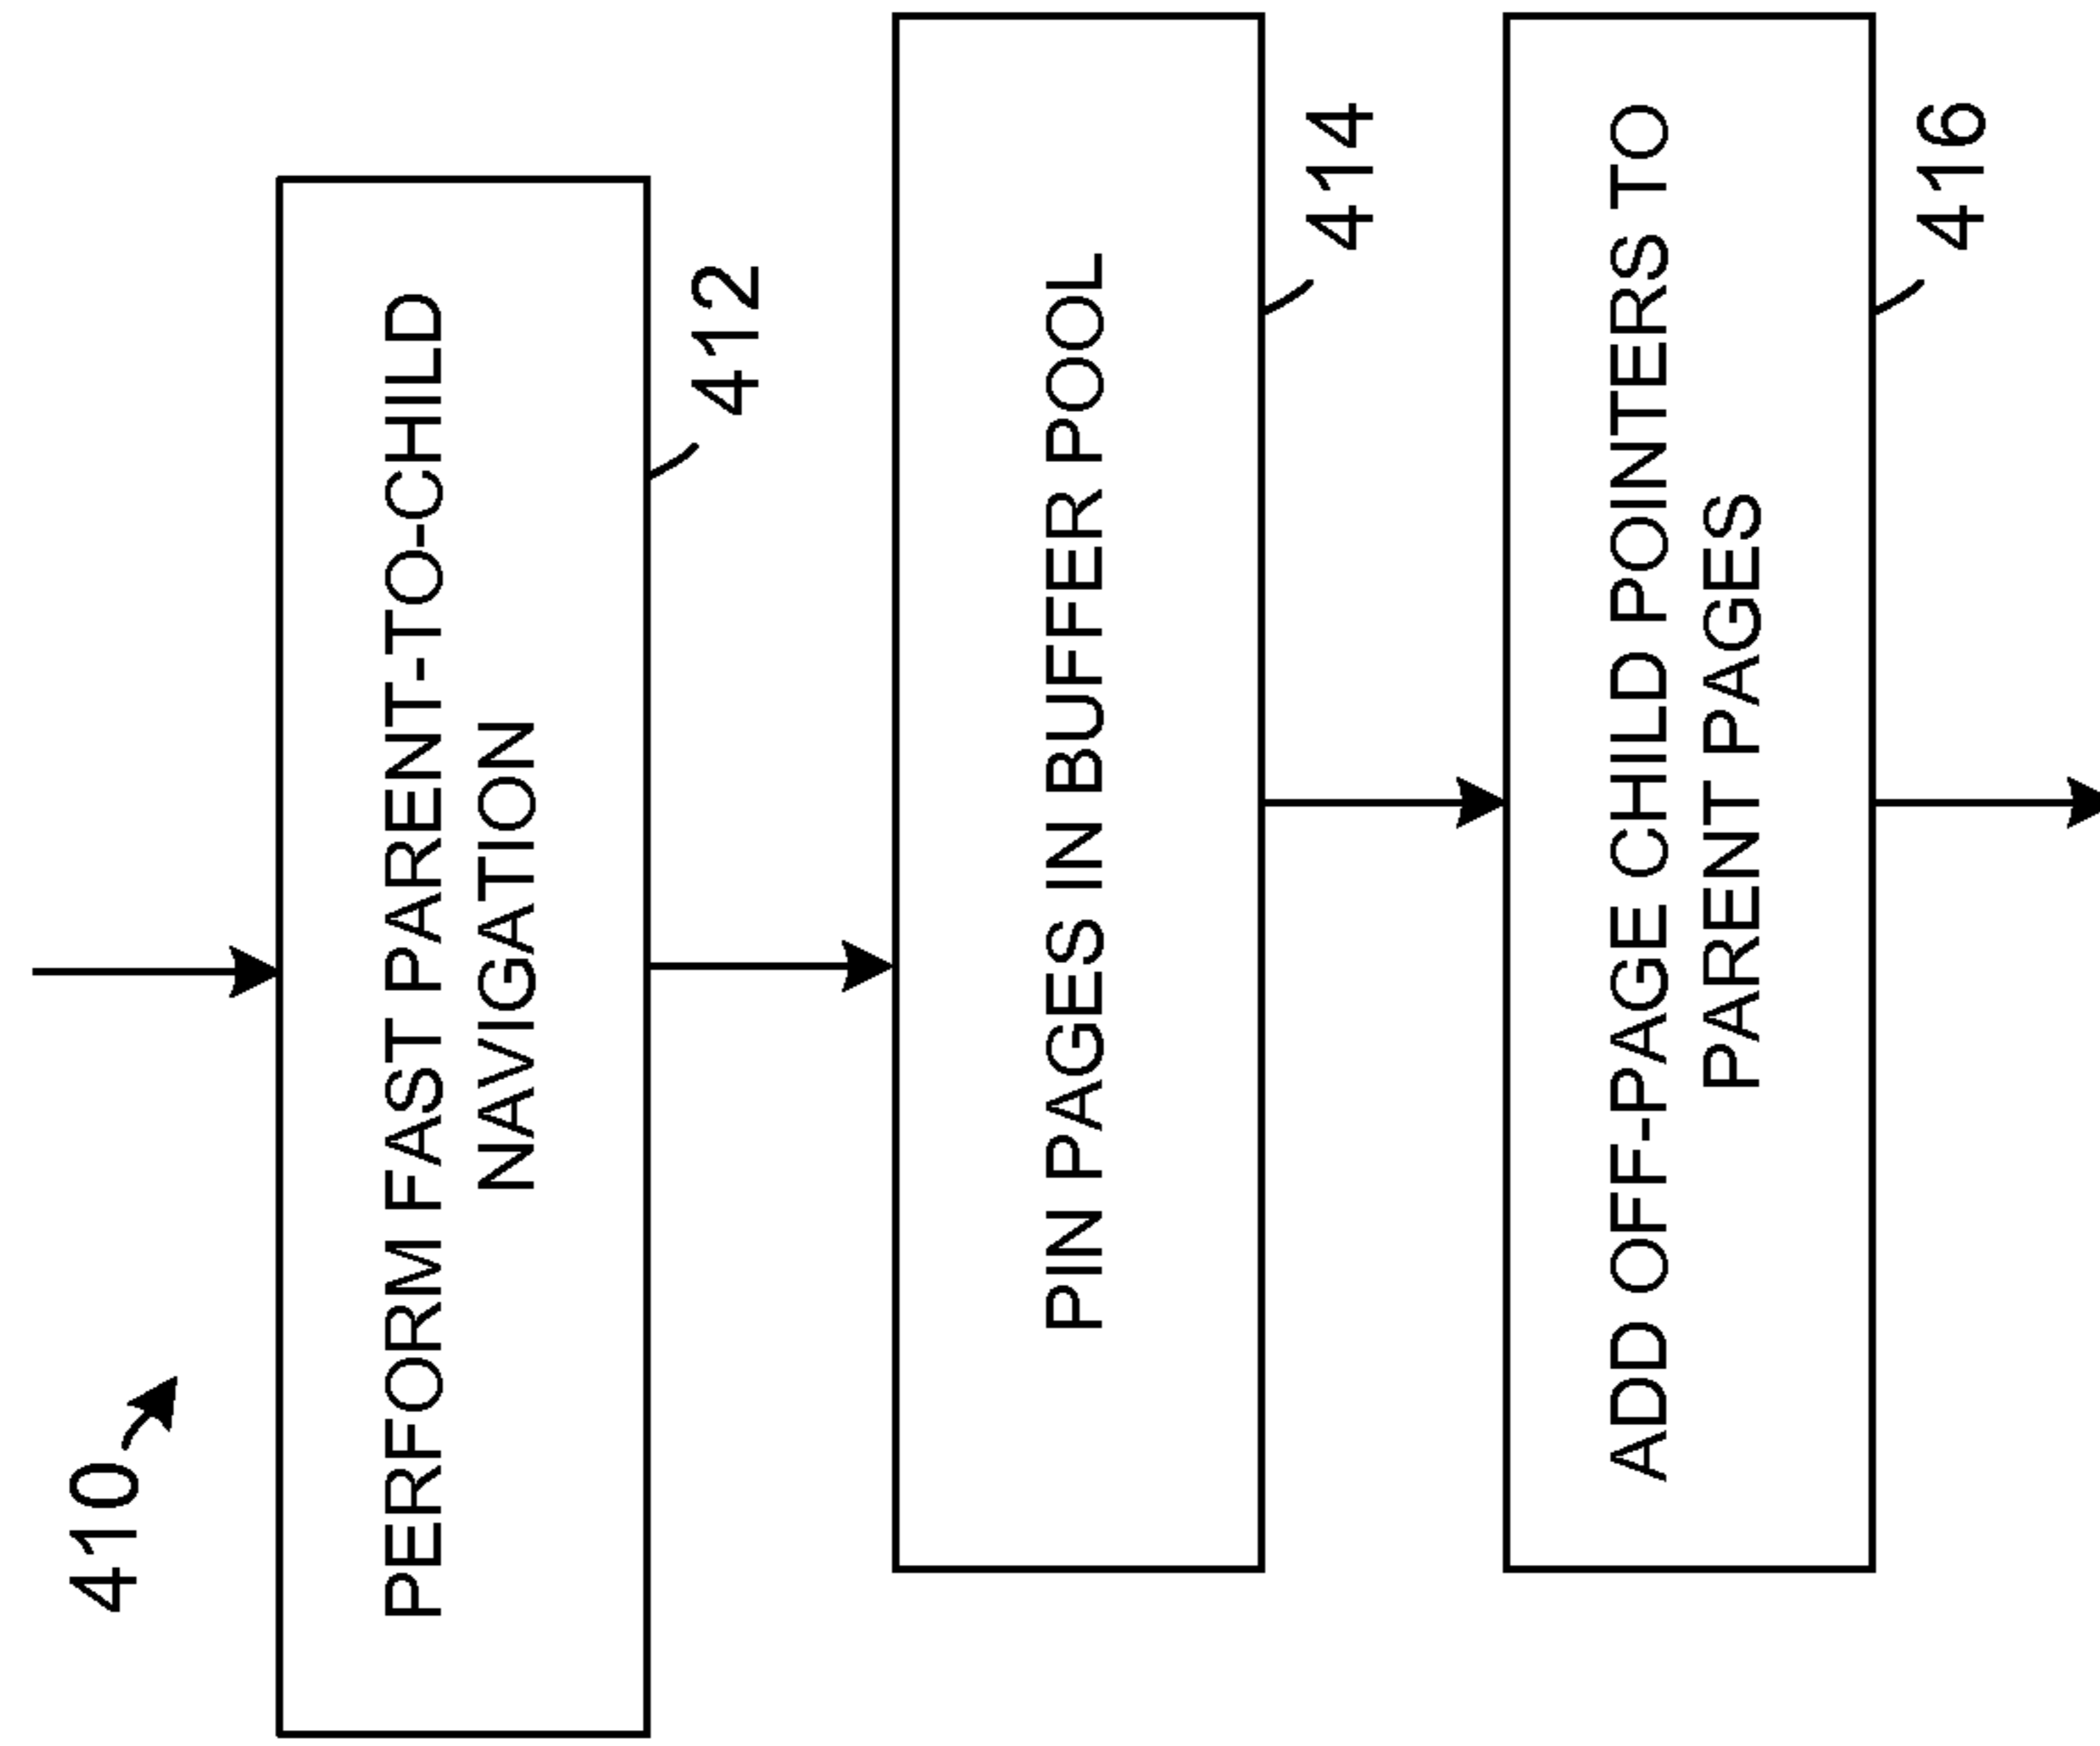 410
PERFORM FAST PARENT-TO-CHILD
NAVIGATION
412
PIN PAGES IN BUFFER POOL
414
ADD OFF-PAGE CHILD POINTERS TO
PARENT PAGES
416